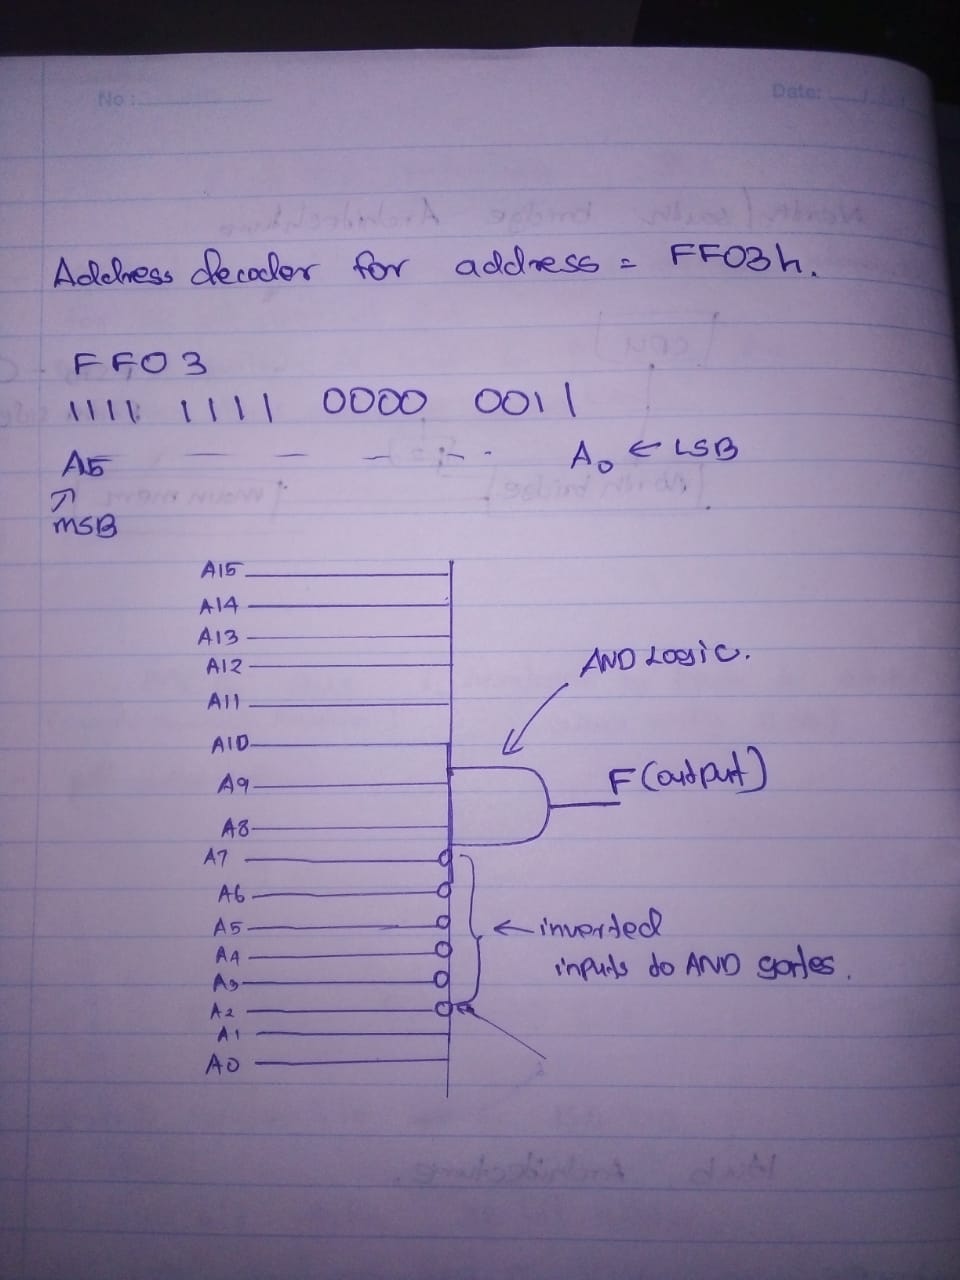 No :
Date:
Address decoder for address = FF03h.
FF03
1111 1111 0000 0011
A15 — — — - - A0 ← LSB
MSB
A15
A14
A13
A12
A11
A10
A9
A8
A7
A6
A5
A4
A3
A2
A1
A0
AND Logic.
F(output)
← inverted
inputs to AND gates.